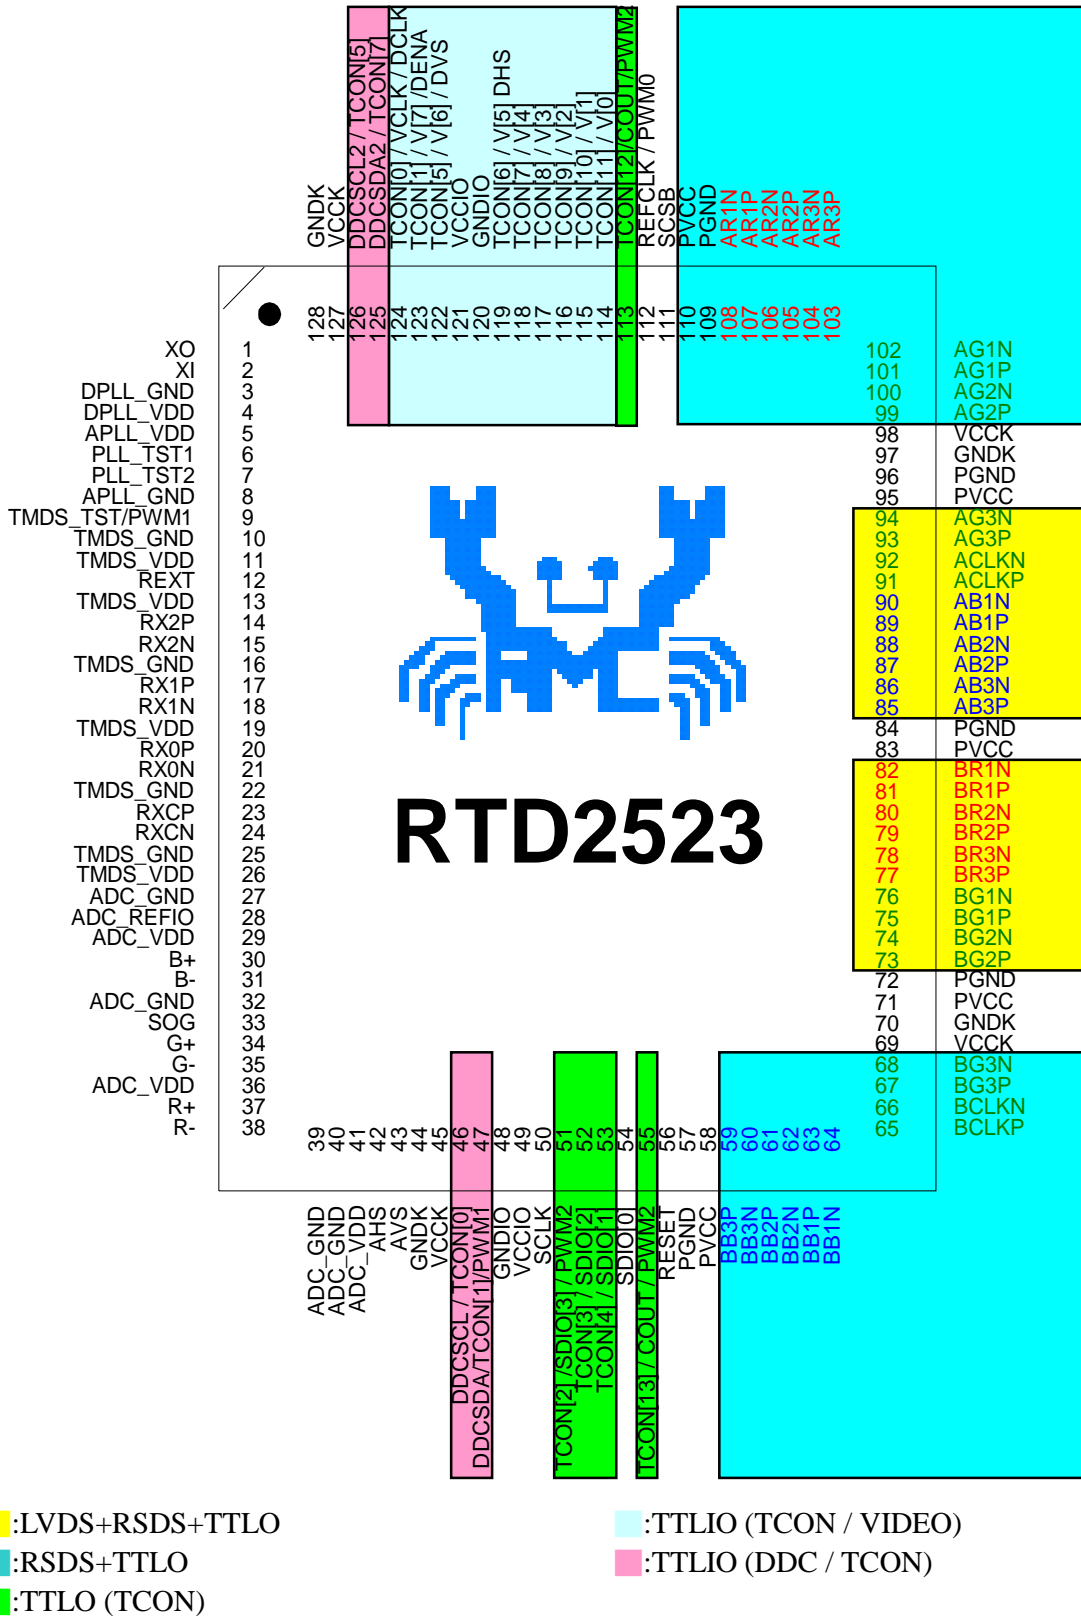 GNDK
VCCK
DDCSCL2 / TCON[5]
DDCSDA2 / TCON[7]
TCON[0] / VCLK / DCLK
TCON[1] / V[7] /DENA
TCON[5] / V[6] / DVS
VCCIO
GNDIO
TCON[6] / V[5] DHS
TCON[7] / V[4]
TCON[8] / V[3]
TCON[9] / V[2]
TCON[10] / V[1]
TCON[11] / V[0]
TCON[12]/COUT/PWM2
REFCLK / PWM0
SCSB
PVCC
PGND
AR1N
AR1P
AR2N
AR2P
AR3N
AR3P
128
127
126
125
124
123
122
121
120
119
118
117
116
115
114
113
112
111
110
109
108
107
106
105
104
103
XO 1
XI 2
DPLL_GND 3
DPLL_VDD 4
APLL_VDD 5
PLL_TST1 6
PLL_TST2 7
APLL_GND 8
TMDS_TST/PWM1 9
TMDS_GND 10
TMDS_VDD 11
REXT 12
TMDS_VDD 13
RX2P 14
RX2N 15
TMDS_GND 16
RX1P 17
RX1N 18
TMDS_VDD 19
RX0P 20
RX0N 21
TMDS_GND 22
RXCP 23
RXCN 24
TMDS_GND 25
TMDS_VDD 26
ADC_GND 27
ADC_REFIO 28
ADC_VDD 29
B+ 30
B- 31
ADC_GND 32
SOG 33
G+ 34
G- 35
ADC_VDD 36
R+ 37
R- 38
RTD2523
102 AG1N
101 AG1P
100 AG2N
99 AG2P
98 VCCK
97 GNDK
96 PGND
95 PVCC
94 AG3N
93 AG3P
92 ACLKN
91 ACLKP
90 AB1N
89 AB1P
88 AB2N
87 AB2P
86 AB3N
85 AB3P
84 PGND
83 PVCC
82 BR1N
81 BR1P
80 BR2N
79 BR2P
78 BR3N
77 BR3P
76 BG1N
75 BG1P
74 BG2N
73 BG2P
72 PGND
71 PVCC
70 GNDK
69 VCCK
68 BG3N
67 BG3P
66 BCLKN
65 BCLKP
39
40
41
42
43
44
45
46
47
48
49
50
51
52
53
54
55
56
57
58
59
60
61
62
63
64
ADC_GND
ADC_GND
ADC_VDD
AHS
AVS
GNDK
VCCK
DDCSCL / TCON[0]
DDCSDA/TCON[1]/PWM1
GNDIO
VCCIO
SCLK
TCON[2] /SDIO[3] / PWM2
TCON[3] / SDIO[2]
TCON[4] / SDIO[1]
SDIO[0]
TCON[13] / COUT / PWM2
RESET
PGND
PVCC
BB3P
BB3N
BB2P
BB2N
BB1P
BB1N
:LVDS+RSDS+TTLO
:RSDS+TTLO
:TTLO (TCON)
:TTLIO (TCON / VIDEO)
:TTLIO (DDC / TCON)